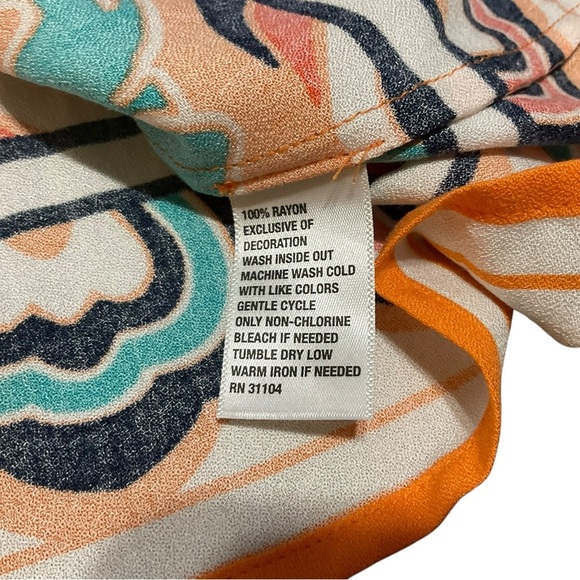 100% RAYON
EXCLUSIVE OF
DECORATION
WASH INSIDE OUT
MACHINE WASH COLD
WITH LIKE COLORS
GENTLE CYCLE
ONLY NON-CHLORINE
BLEACH IF NEEDED
TUMBLE DRY LOW
WARM IRON IF NEEDED
RN 31104